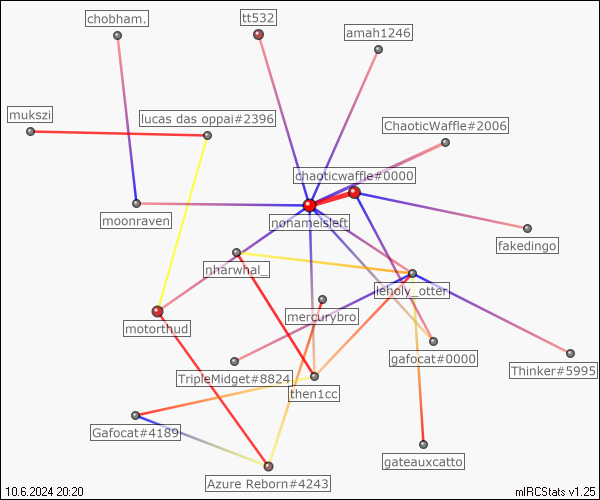 chobham.
tt532
amah1246
mukszi
lucas das oppai#2396
ChaoticWaffle#2006
chaoticwaffle#0000
moonraven
nonameisleft
fakedingo
nharwhal_
leholy_otter
mercurybro
motorthud
gafocat#0000
Thinker#5995
TripleMidget#8824
then1cc
Gafocat#4189
gateauxcatto
Azure Reborn#4243
10.6.2024 20:20
mIRCStats v1.25